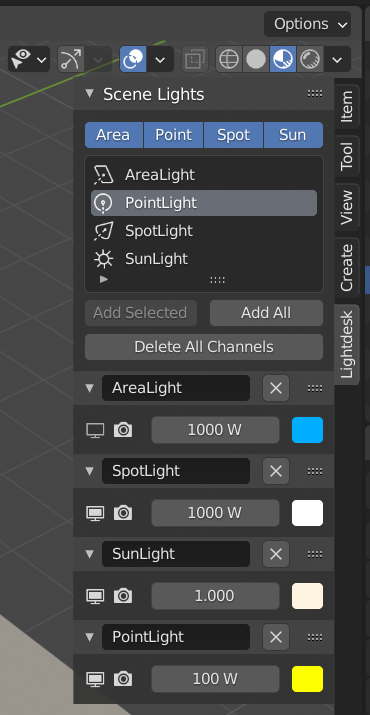 Options
Scene Lights
Area Point Spot Sun
AreaLight
PointLight
SpotLight
SunLight
Add Selected Add All
Delete All Channels
AreaLight
1000 W
SpotLight
1000 W
SunLight
1.000
PointLight
100 W
Item
Tool
View
Create
Lightdesk